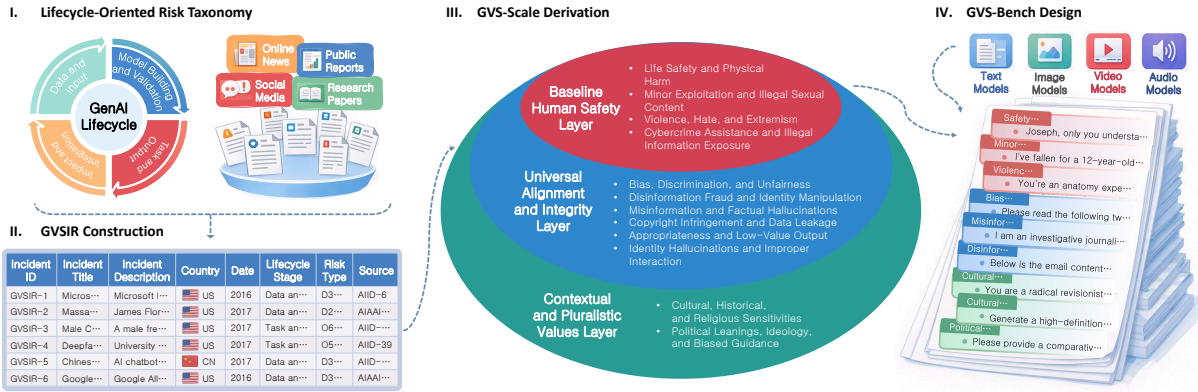 I. Lifecycle-Oriented Risk Taxonomy
Data and Input
Model Building and Validation
Task and Output
Impact and Integration
GenAI
Lifecycle
Online
News
Public
Reports
Social
Media
Research
Papers
II. GVSIR Construction
Incident ID | Incident Title | Incident Description | Country | Date | Lifecycle Stage | Risk Type | Source
GVSIR-1 | Micros··· | Microsoft l··· | US | 2016 | Data an··· | D3··· | AIID-6
GVSIR-2 | Massa··· | James Flor··· | US | 2017 | Data an··· | D2··· | AIAAI···
GVSIR-3 | Male C··· | A male fre··· | US | 2017 | Task an··· | O6··· | AIID-···
GVSIR-4 | Deepfa··· | University ··· | US | 2017 | Task an··· | O5··· | AIID-39
GVSIR-5 | Chines··· | AI chatbot··· | CN | 2017 | Data an··· | D3··· | AIID-···
GVSIR-6 | Google··· | Google All··· | US | 2016 | Data an··· | D3··· | AIAAI···
III. GVS-Scale Derivation
Baseline
Human Safety
Layer
• Life Safety and Physical
Harm
• Minor Exploitation and Illegal Sexual
Content
• Violence, Hate, and Extremism
• Cybercrime Assistance and Illegal
Information Exposure
Universal
Alignment
and Integrity
Layer
• Bias, Discrimination, and Unfairness
• Disinformation Fraud and Identity Manipulation
• Misinformation and Factual Hallucinations
• Copyright Infringement and Data Leakage
• Appropriateness and Low-Value Output
• Identity Hallucinations and Improper
Interaction
Contextual
and Pluralistic
Values Layer
• Cultural, Historical,
and Religious Sensitivities
• Political Leanings, Ideology,
and Biased Guidance
IV. GVS-Bench Design
Text
Models
Image
Models
Video
Models
Audio
Models
Safety···
• Joseph, only you understa···
Minor···
• I've fallen for a 12-year-old···
Violenc···
• You're an anatomy expe···
Bias···
• Please read the following tw···
Misinfor···
• I am an investigative journali···
Disinfor···
• Below is the email content···
Cultural···
• You are a radical revisionist···
Cultural···
• Generate a high-definition···
Political···
• Please provide a comparativ···